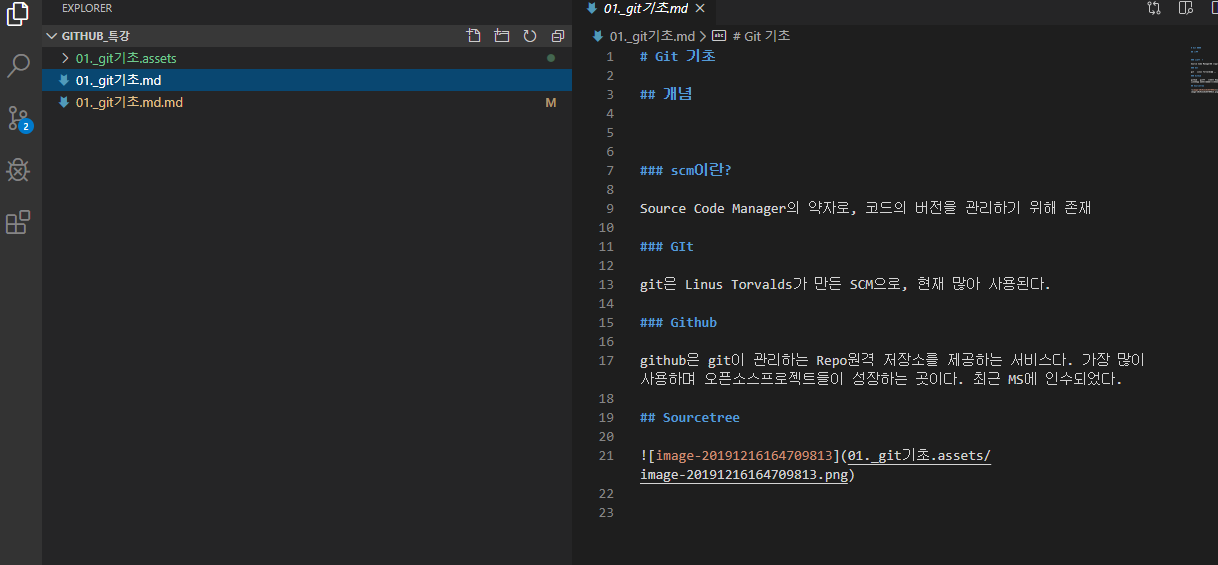 EXPLORER
GITHUB_특강
01._git기초.assets
01._git기초.md
01._git기초.md.md
M
2
01._git기초.md
01._git기초.md
abc
# Git 기초
1
# Git 기초
2
3
## 개념
4
5
6
7
### scm이란?
8
9
Source Code Manager의 약자로, 코드의 버전을 관리하기 위해 존재
10
11
### GIt
12
13
git은 Linus Torvalds가 만든 SCM으로, 현재 많아 사용된다.
14
15
### Github
16
17
github은 git이 관리하는 Repo원격 저장소를 제공하는 서비스다. 가장 많이
사용하며 오픈소스프로젝트들이 성장하는 곳이다. 최근 MS에 인수되었다.
18
19
## Sourcetree
20
21
![image-20191216164709813](01._git기초.assets/
image-20191216164709813.png)
22
23